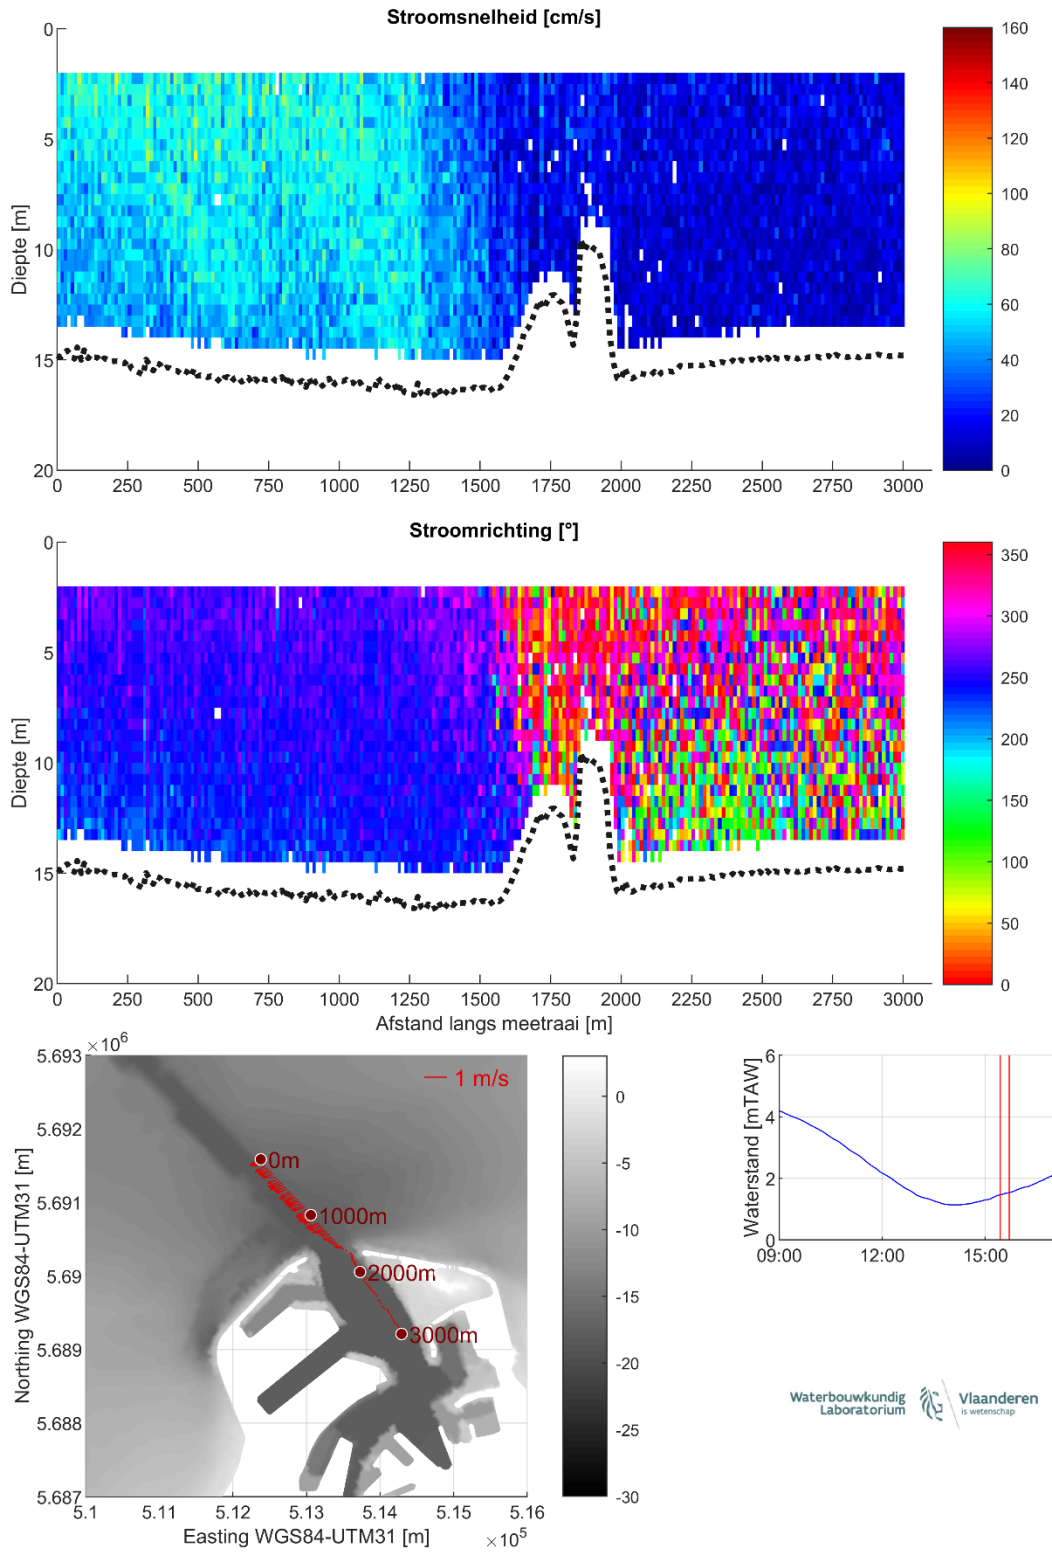 Stroomsnelheid [cm/s]
Diepte [m]
0
5
10
15
20
0 250 500 750 1000 1250 1500 1750 2000 2250 2500 2750 3000
160
140
120
100
80
60
40
20
0
Stroomrichting [°]
Diepte [m]
0
5
10
15
20
0 250 500 750 1000 1250 1500 1750 2000 2250 2500 2750 3000
Afstand langs meetraai [m]
350
300
250
200
150
100
50
0
×10⁶
Northing WGS84-UTM31 [m]
5.693
5.692
5.691
5.69
5.689
5.688
5.687
1 m/s
0m
1000m
2000m
3000m
5.1 5.12 5.13 5.14 5.15 5.16
Easting WGS84-UTM31 [m]
×10⁵
0
-5
-10
-15
-20
-25
-30
Waterstand [mTAW]
6
4
2
0
09:00 12:00 15:00
Waterbouwkundig
Laboratorium
Vlaanderen
is wetenschap